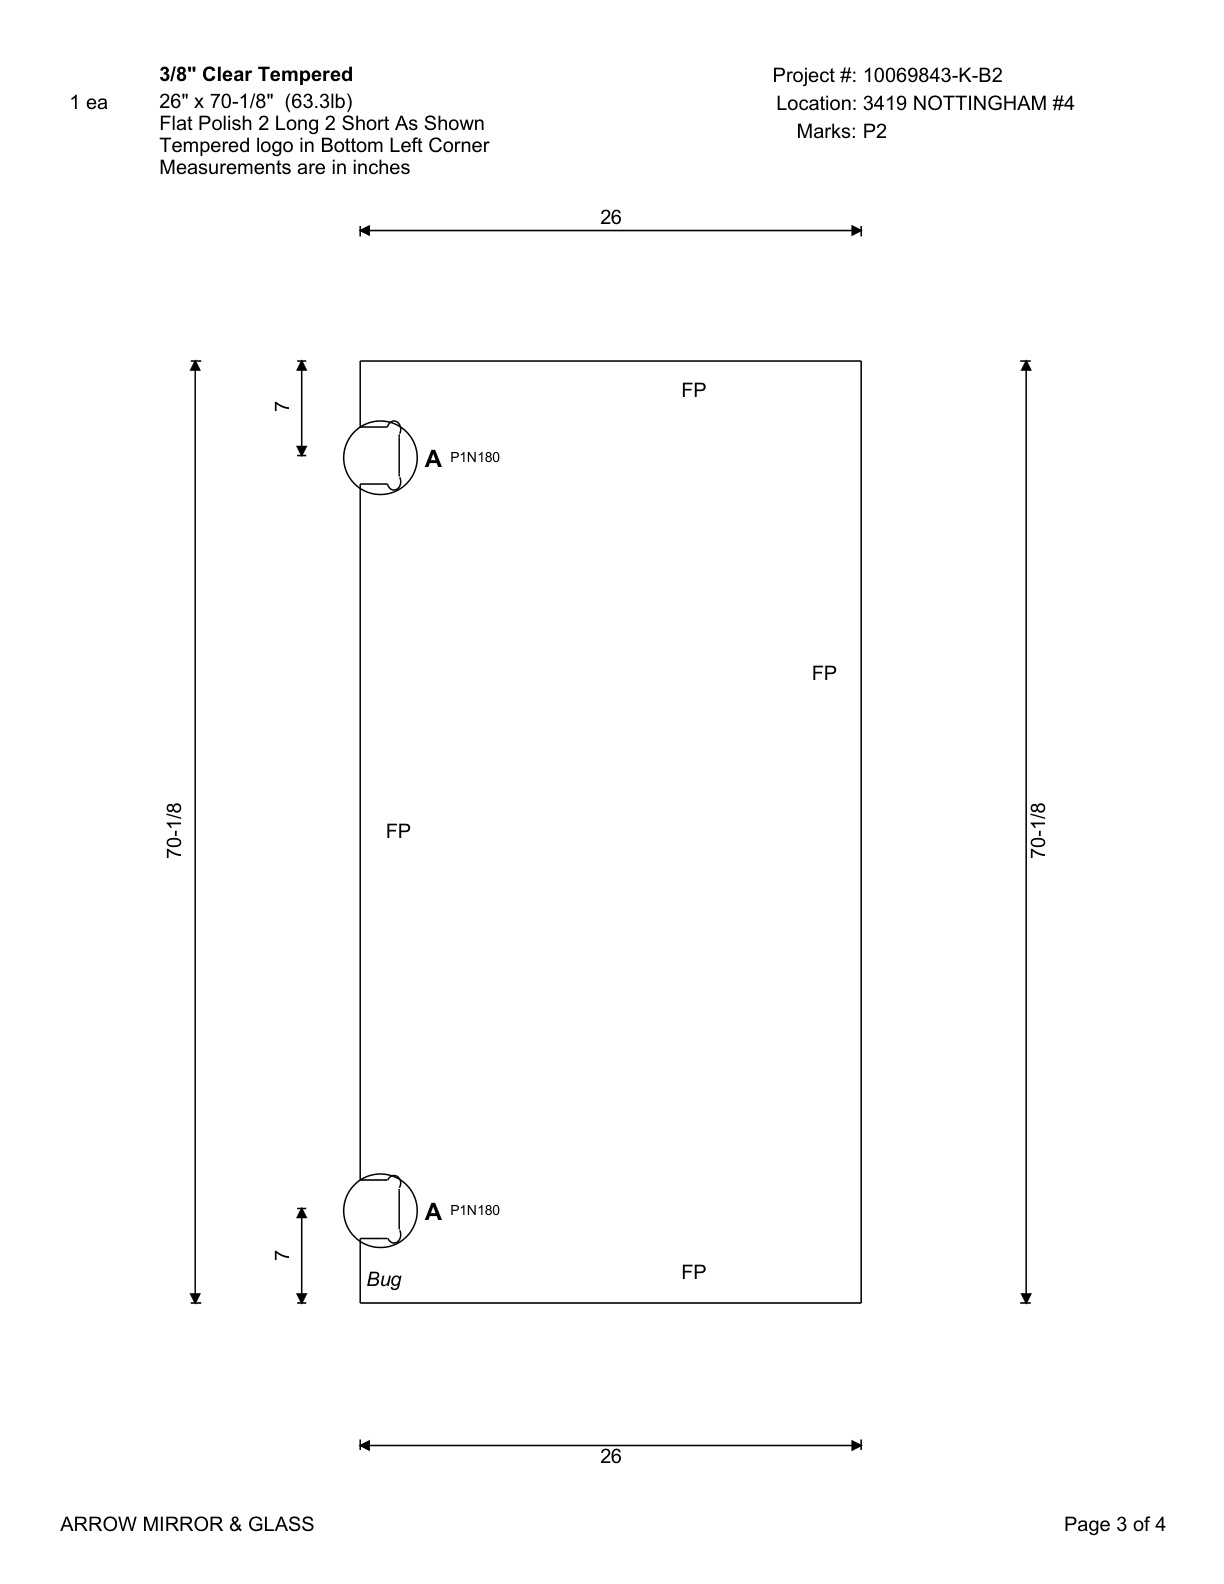 3/8" Clear Tempered
1 ea
26" x 70-1/8" (63.3lb)
Flat Polish 2 Long 2 Short As Shown
Tempered logo in Bottom Left Corner
Measurements are in inches
Project #: 10069843-K-B2
Location: 3419 NOTTINGHAM #4
Marks: P2
26
7
FP
A P1N180
FP
70-1/8
FP
70-1/8
A P1N180
7
Bug
FP
26
ARROW MIRROR & GLASS
Page 3 of 4